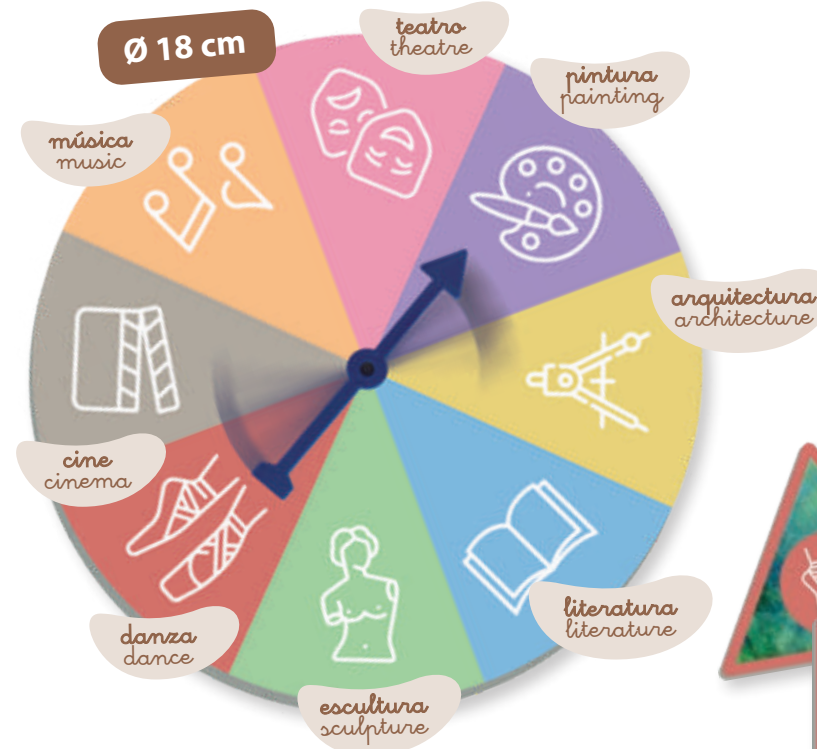 Ø 18 cm
teatro
theatre
pintura
painting
música
music
arquitectura
architecture
cine
cinema
literatura
literature
danza
dance
escultura
sculpture